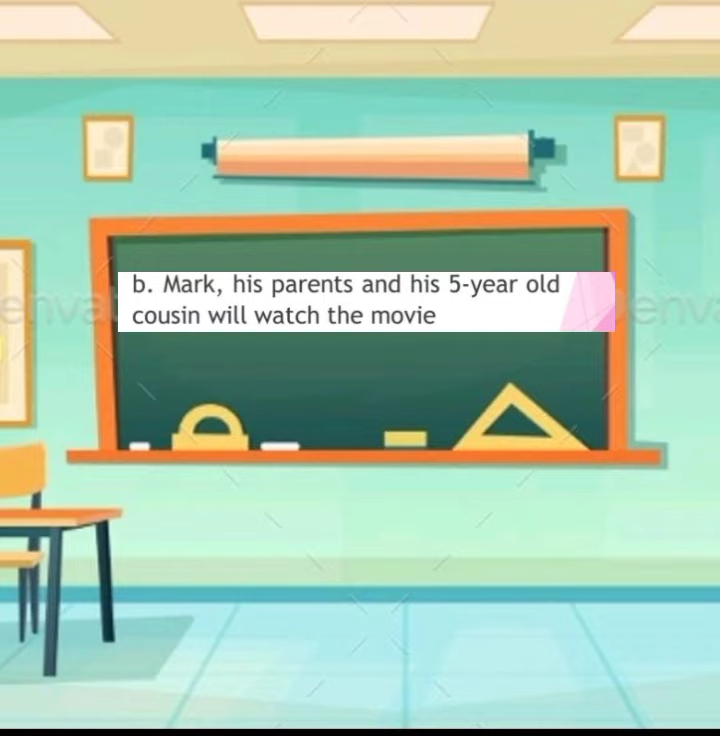 b. Mark, his parents and his 5-year old
cousin will watch the movie